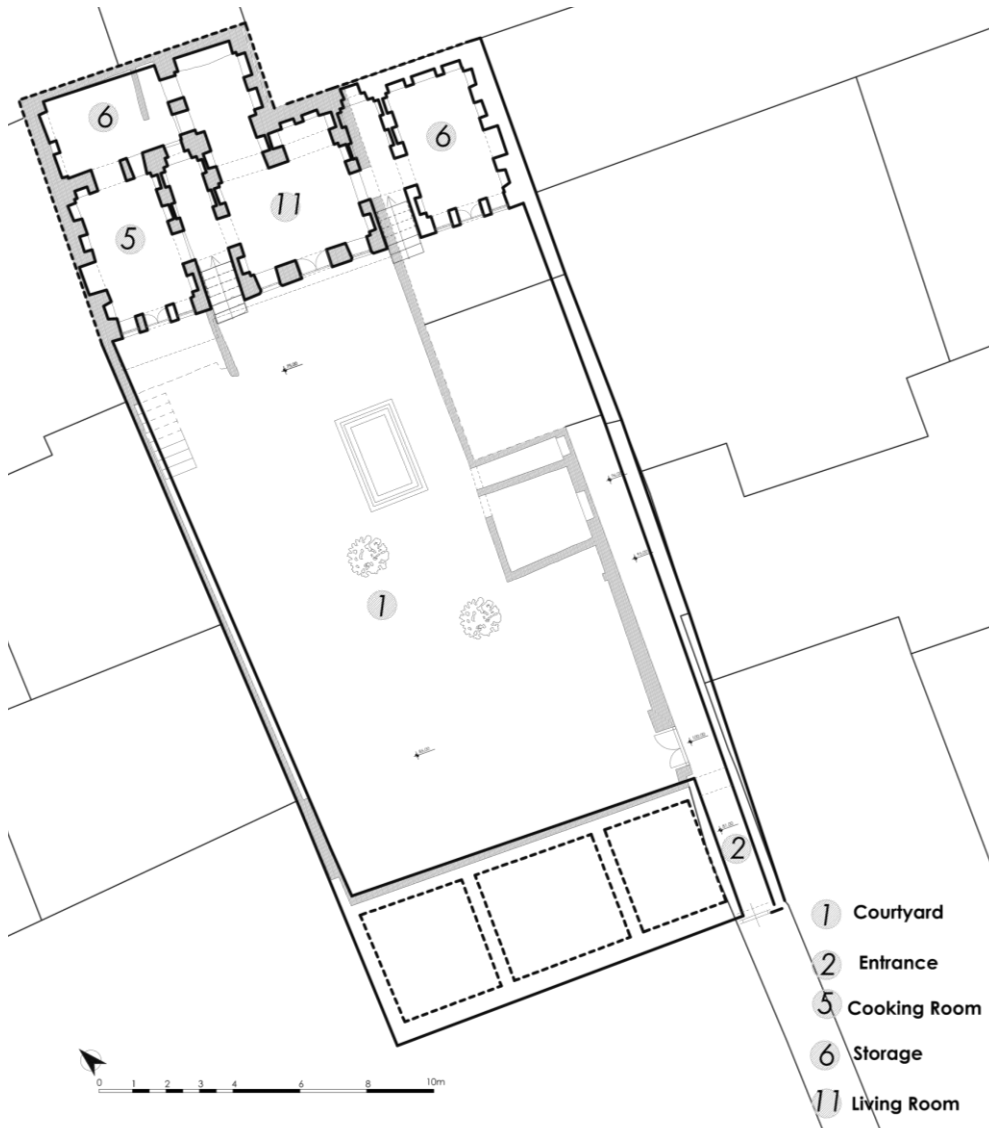 6
6
11
5
1
2
1 Courtyard
2 Entrance
5 Cooking Room
6 Storage
11 Living Room
0 1 2 3 4 6 8 10m